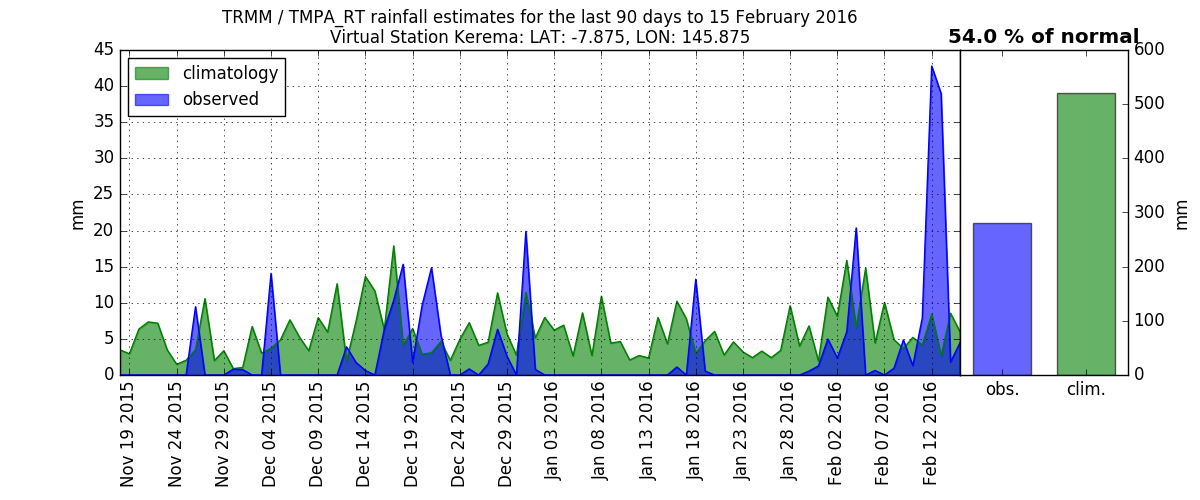 TRMM / TMPA_RT rainfall estimates for the last 90 days to 15 February 2016
Virtual Station Kerema: LAT: -7.875, LON: 145.875
54.0 % of normal
climatology
observed
mm
45
40
35
30
25
20
15
10
5
0
Nov 19 2015
Nov 24 2015
Nov 29 2015
Dec 04 2015
Dec 09 2015
Dec 14 2015
Dec 19 2015
Dec 24 2015
Dec 29 2015
Jan 03 2016
Jan 08 2016
Jan 13 2016
Jan 18 2016
Jan 23 2016
Jan 28 2016
Feb 02 2016
Feb 07 2016
Feb 12 2016
600
500
400
300
200
100
0
mm
obs.
clim.